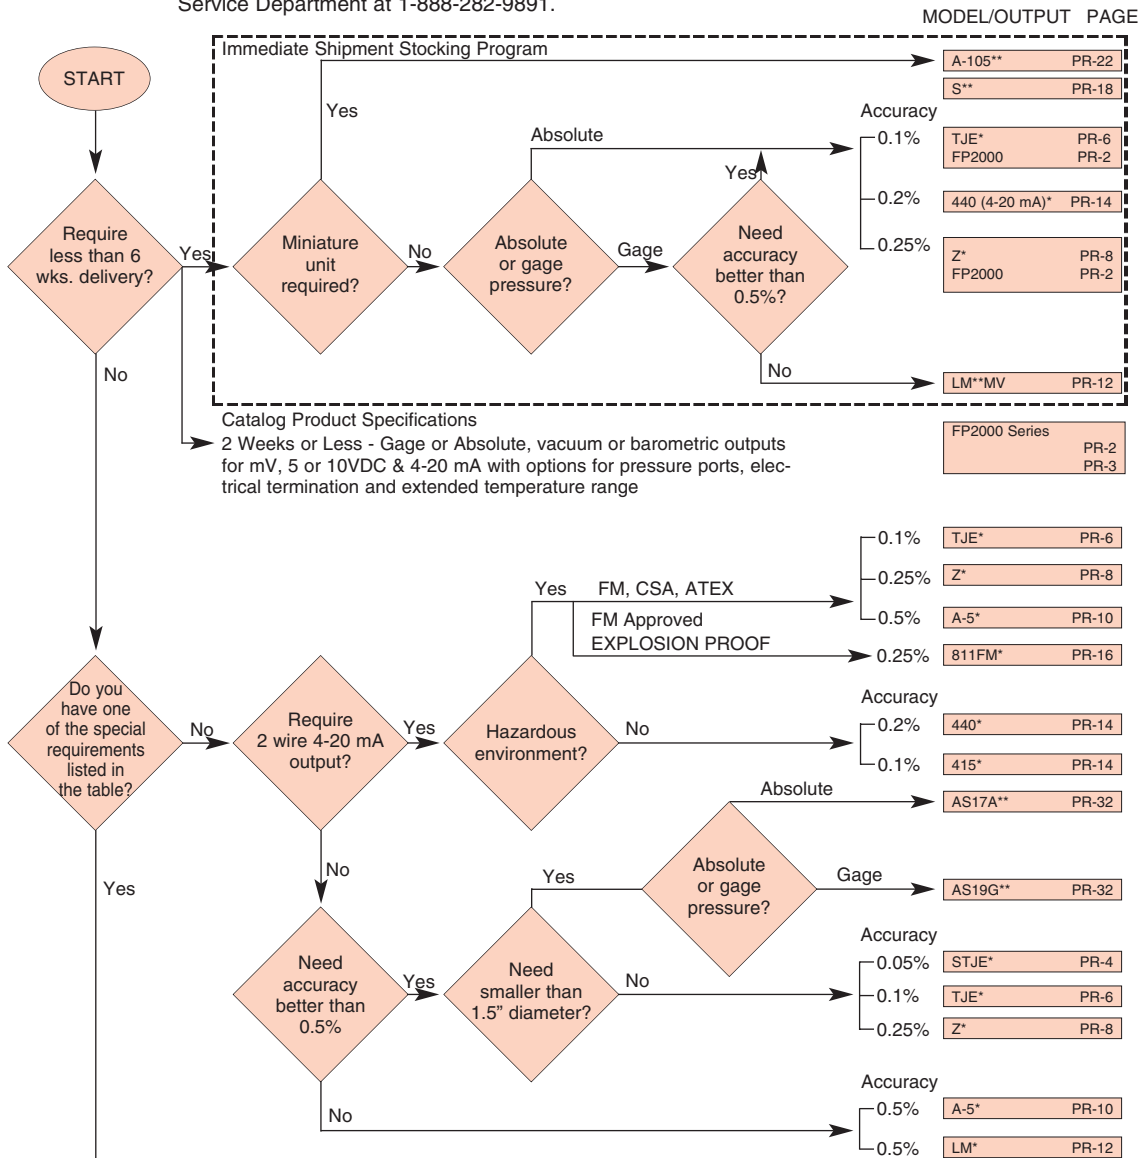 Service Department at 1-888-282-9891.
MODEL/OUTPUT PAGE
START
Immediate Shipment Stocking Program
A-105** PR-22
S** PR-18
Yes
Accuracy
Absolute
0.1%
TJE* PR-6
FP2000 PR-2
Yes
0.2%
440 (4-20 mA)* PR-14
Require
less than 6
wks. delivery?
Yes
Miniature
unit
required?
No
Absolute
or gage
pressure?
Gage
Need
accuracy
better than
0.5%?
0.25%
Z* PR-8
FP2000 PR-2
No
No
LM**MV PR-12
Catalog Product Specifications
2 Weeks or Less - Gage or Absolute, vacuum or barometric outputs
for mV, 5 or 10VDC & 4-20 mA with options for pressure ports, elec-
trical termination and extended temperature range
FP2000 Series
PR-2
PR-3
0.1%
TJE* PR-6
0.25%
Z* PR-8
Yes
FM, CSA, ATEX
0.5%
A-5* PR-10
FM Approved
EXPLOSION PROOF
0.25%
811FM* PR-16
Do you
have one
of the special
requirements
listed in
the table?
No
Require
2 wire 4-20 mA
output?
Yes
Hazardous
environment?
No
Accuracy
0.2%
440* PR-14
0.1%
415* PR-14
Absolute
AS17A** PR-32
Yes
No
Yes
Absolute
or gage
pressure?
Gage
AS19G** PR-32
Need
accuracy
better than
0.5%
Yes
Need
smaller than
1.5” diameter?
No
Accuracy
0.05%
STJE* PR-4
0.1%
TJE* PR-6
0.25%
Z* PR-8
No
Accuracy
0.5%
A-5* PR-10
0.5%
LM* PR-12